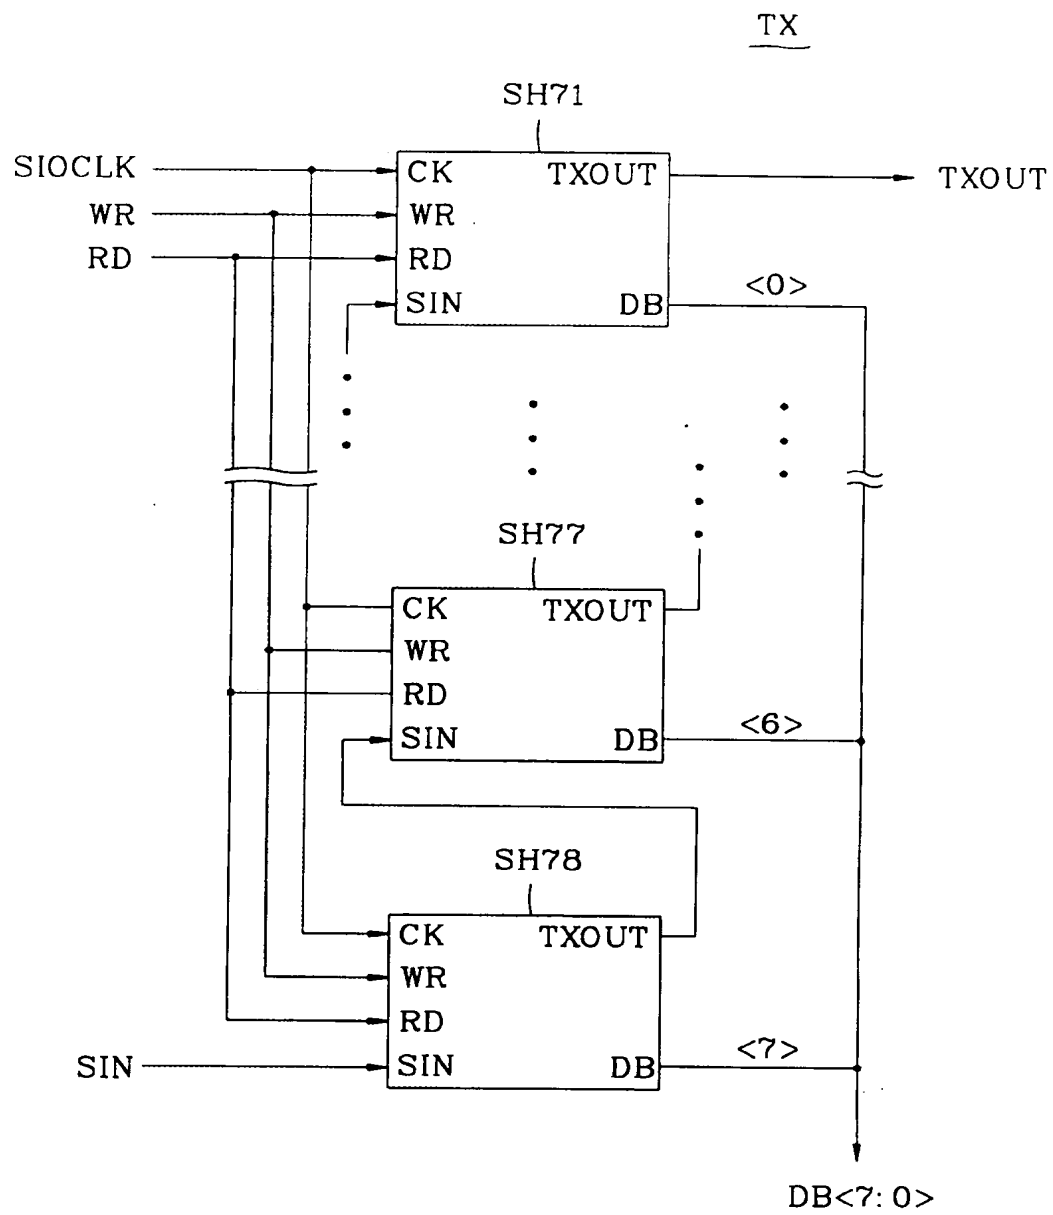 TX
SH71
SIOCLK
CK
TXOUT
TXOUT
WR
WR
RD
RD
SIN
DB
<0>
SH77
CK
TXOUT
WR
RD
SIN
DB
<6>
SH78
CK
TXOUT
WR
RD
SIN
SIN
DB
<7>
DB<7:0>